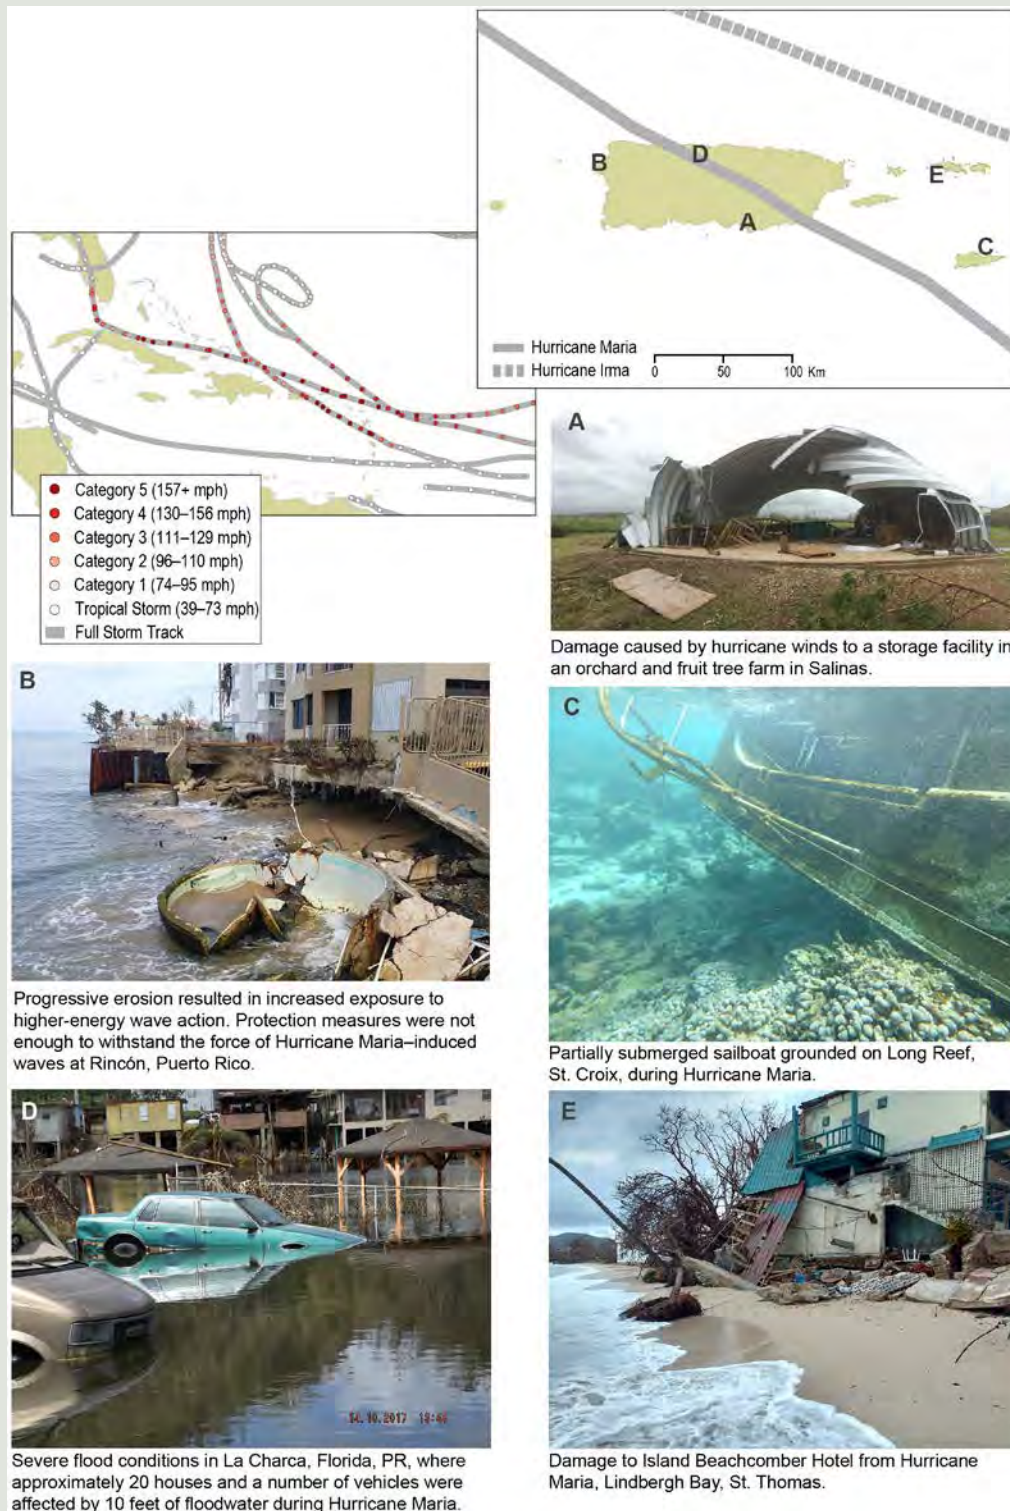 B
D
E
A
C
Hurricane Maria
Hurricane Irma
0 50 100 Km
Category 5 (157+ mph)
Category 4 (130–156 mph)
Category 3 (111–129 mph)
Category 2 (96–110 mph)
Category 1 (74–95 mph)
Tropical Storm (39–73 mph)
Full Storm Track
A
Damage caused by hurricane winds to a storage facility in
an orchard and fruit tree farm in Salinas.
B
Progressive erosion resulted in increased exposure to
higher-energy wave action. Protection measures were not
enough to withstand the force of Hurricane Maria–induced
waves at Rincón, Puerto Rico.
C
Partially submerged sailboat grounded on Long Reef,
St. Croix, during Hurricane Maria.
D
Severe flood conditions in La Charca, Florida, PR, where
approximately 20 houses and a number of vehicles were
affected by 10 feet of floodwater during Hurricane Maria.
E
Damage to Island Beachcomber Hotel from Hurricane
Maria, Lindbergh Bay, St. Thomas.